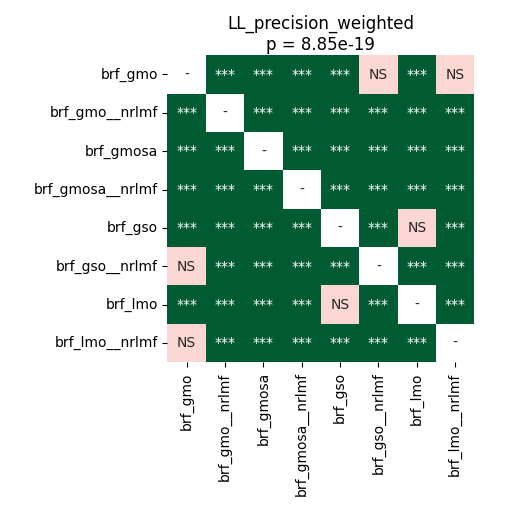 LL_precision_weighted
p = 8.85e-19
brf_gmo - *** *** *** *** NS *** NS
brf_gmo__nrlmf *** - *** *** *** *** *** ***
brf_gmosa *** *** - *** *** *** *** ***
brf_gmosa__nrlmf *** *** *** - *** *** *** ***
brf_gso *** *** *** *** - *** NS ***
brf_gso__nrlmf NS *** *** *** *** - *** ***
brf_lmo *** *** *** *** NS *** - ***
brf_lmo__nrlmf NS *** *** *** *** *** *** -
brf_gmo
brf_gmo__nrlmf
brf_gmosa
brf_gmosa__nrlmf
brf_gso
brf_gso__nrlmf
brf_lmo
brf_lmo__nrlmf